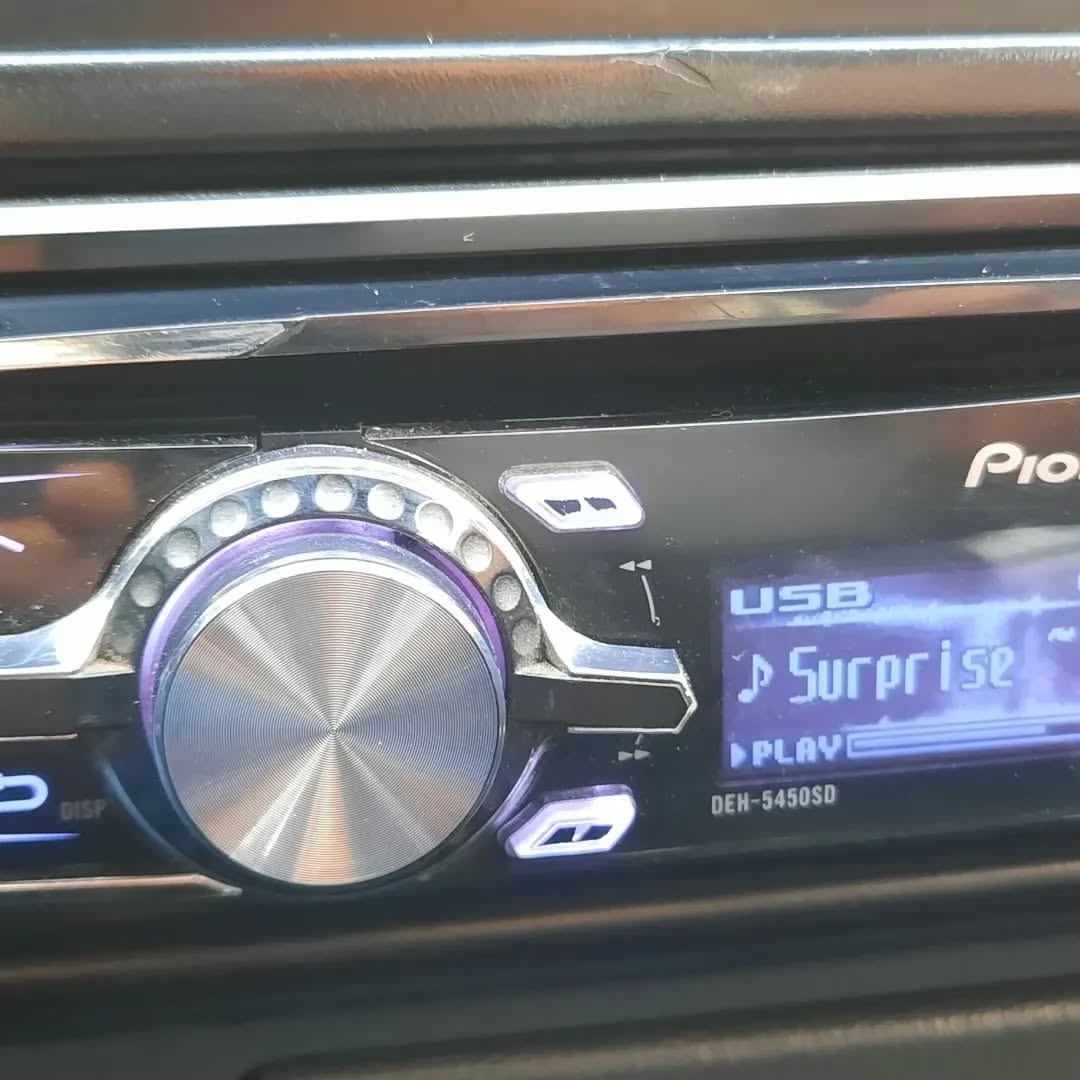 Pio
USB
Surprise
PLAY
DEH-5450SD
DISP